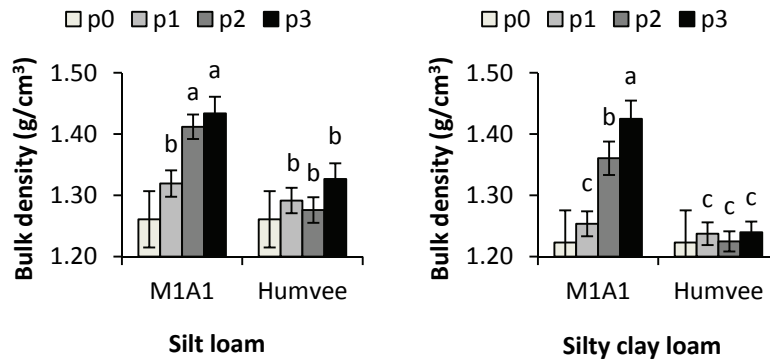 p0 p1 p2 p3
Bulk density (g/cm³)
1.50
1.40
1.30
1.20
b
a
a
b
b
b
M1A1 Humvee
Silt loam
p0 p1 p2 p3
Bulk density (g/cm³)
1.50
1.40
1.30
1.20
c
b
a
c
c
c
M1A1 Humvee
Silty clay loam